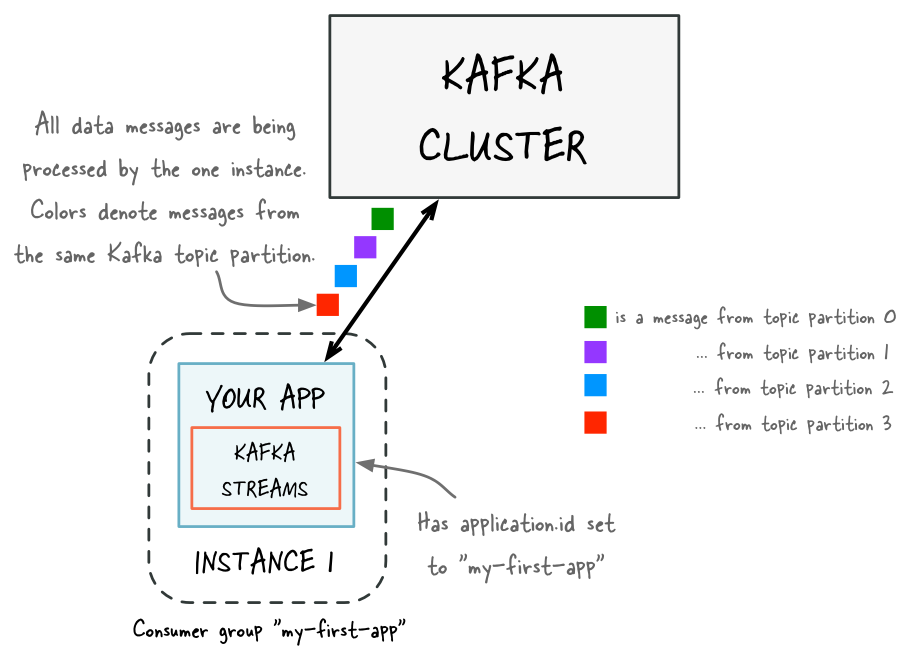 KAFKA
CLUSTER
All data messages are being
processed by the one instance.
Colors denote messages from
the same Kafka topic partition.
is a message from topic partition 0
... from topic partition 1
... from topic partition 2
... from topic partition 3
YOUR APP
KAFKA
STREAMS
INSTANCE 1
Has application.id set
to "my-first-app"
Consumer group "my-first-app"